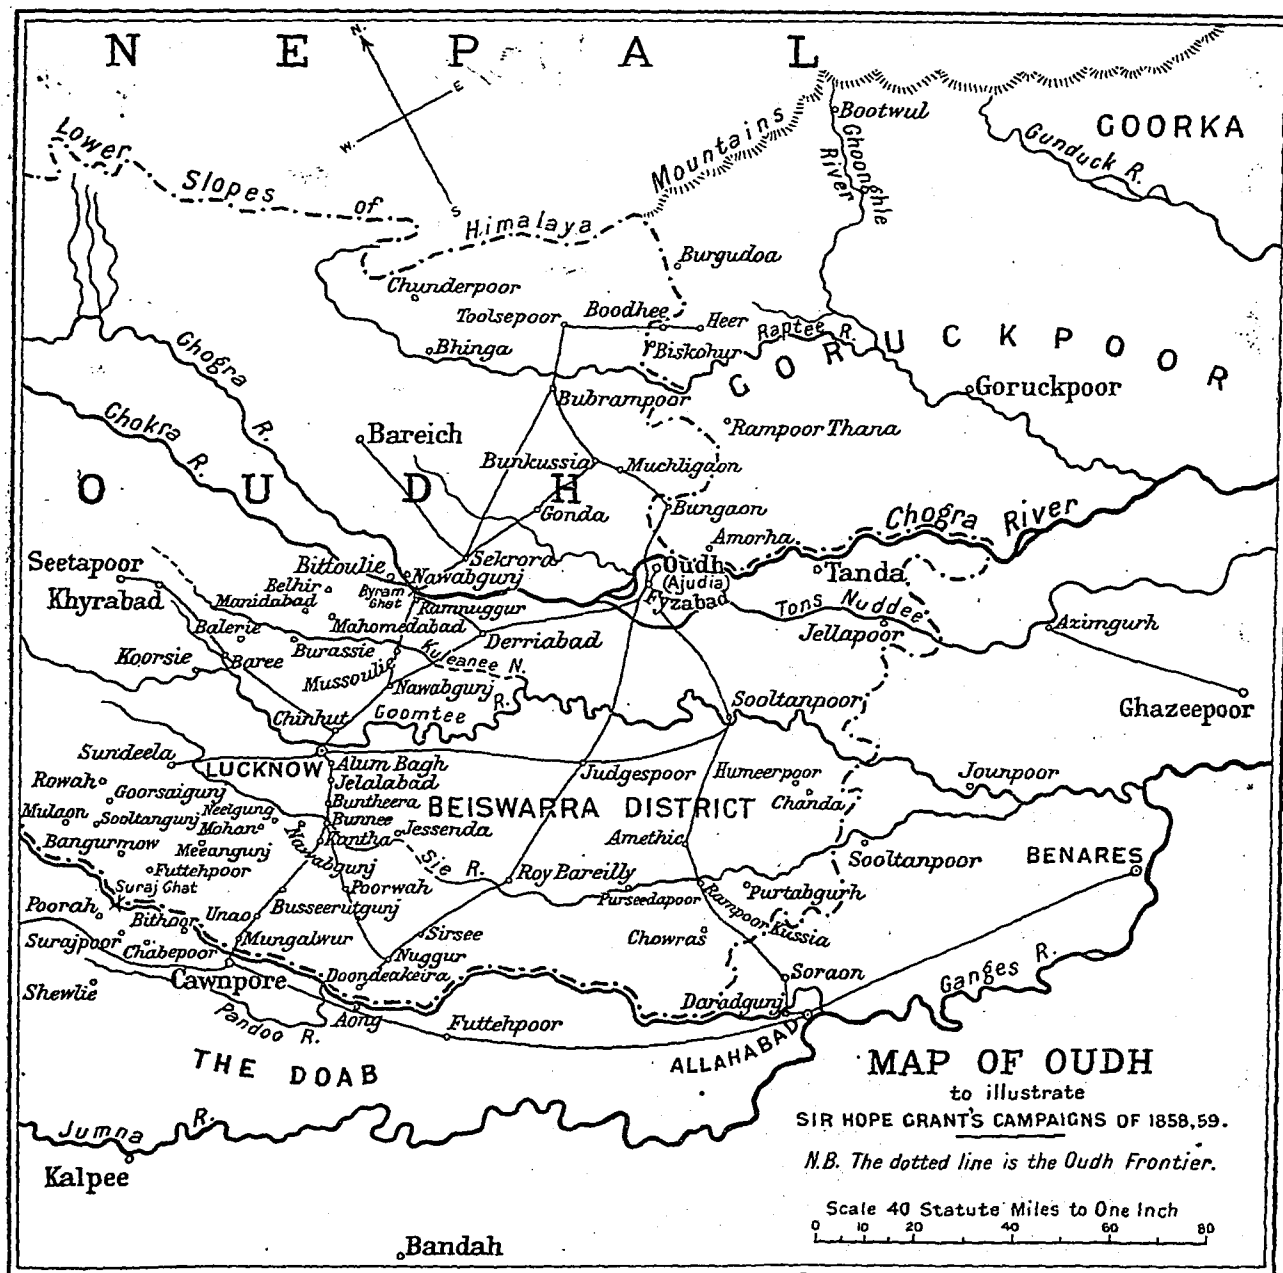 NEPAL
N.
E
W.
S
Lower Slopes of Himalaya Mountains
Bootwul
Ghoonghle River
GOORKA
Gunduck R.
Burgudoa
Chunderpoor
Toolsepoor
Boodhee
Heer
Raptee R.
Bhinga
Biskohur
GORUCKPOOR
Goruckpoor
Ghogra R.
Chokra R.
Bubrampoor
Rampoor Thana
Bareich
Bunkussia
Muchligaon
OUDH
Gonda
Bungaon
Chogra River
Amorha
Seetapoor
Khyrabad
Bittoulie
Sekrora
Nawabgunj
Oudh
(Ajudia)
Fyzabad
Tanda
Belhir
Byram Ghat
Manidabad
Ramnuggur
Tons Nuddee
Jellapoor
Azimgurh
Mahomedabad
Balerie
Derriabad
Koorsie
Baree
Burassie
Kuleanee N.
Mussoulie
Nawabgunj
Sooltanpoor
Ghazeepoor
Chinhut
Goomtee R.
Sundeela
LUCKNOW
Alum Bagh
Judgespoor
Humeerpoor
Jounpoor
Rowah
Jelalabad
Goorsaigunj
Buntheera
BEISWARRA DISTRICT
Chanda
Mulaon
Sooltangunj
Neelgung
Mohan
Bunnee
Jessenda
Bangurmow
Meeangunj
Nawabgunj
Kantha
Amethie
Sooltanpoor
BENARES
Futtehpoor
Sie R.
Roy Bareilly
Suraj Ghat
Poorwah
Purseedapoor
Purtabgurh
Poorah
Bithoor
Unao
Busseerutgunj
Rampoor Kussia
Surajpoor
Chabepoor
Mungalwur
Sirsee
Chowras
Nuggur
Cawnpore
Doondeakeira
Soraon
Ganges R.
Shewlie
Daradgunj
Pandoo R.
Aong
Futtehpoor
ALLAHABAD
THE DOAB
Jumna R.
Kalpee
Bandah
MAP OF OUDH
to illustrate
SIR HOPE GRANT'S CAMPAIGNS OF 1858,59.
N.B. The dotted line is the Oudh Frontier.
Scale 40 Statute Miles to One Inch
0 10 20 40 60 80